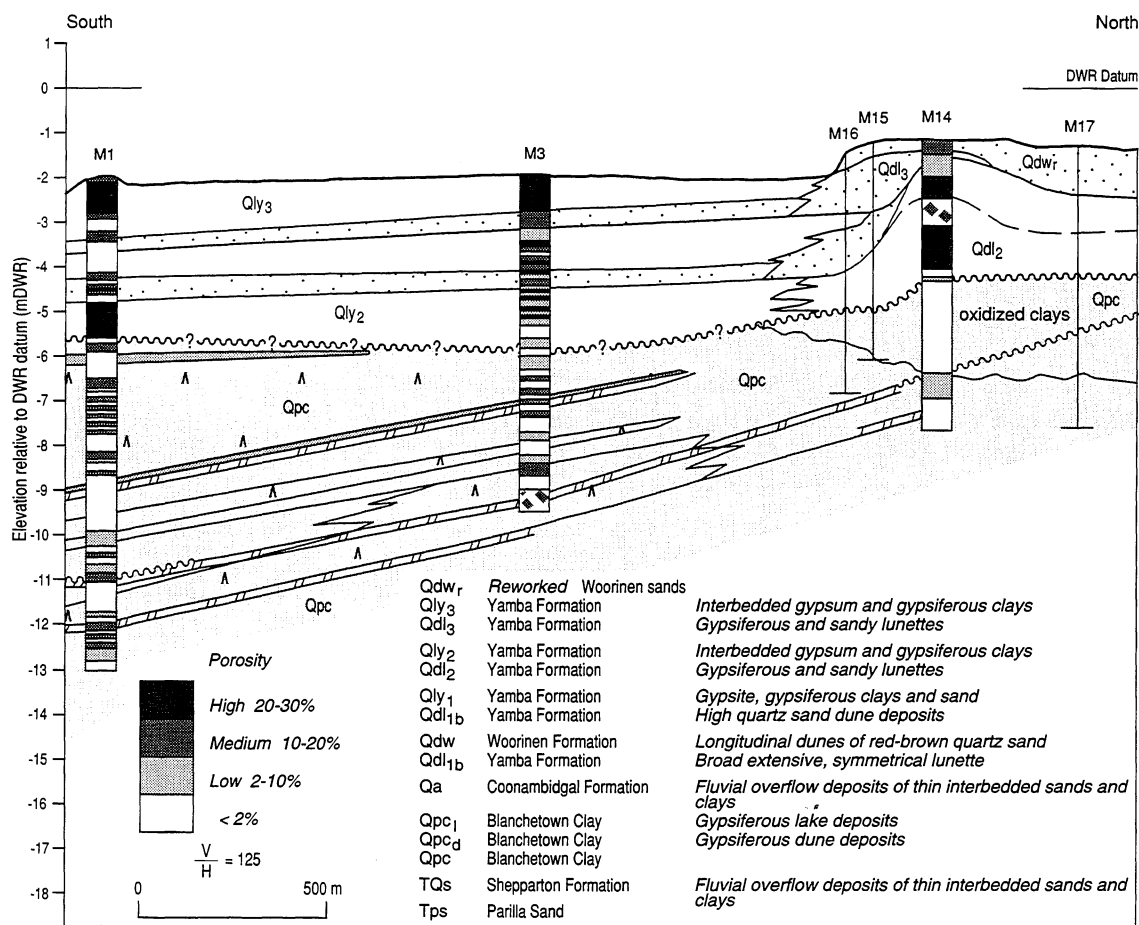 South
North
1
0
-1
-2
-3
-4
-5
-6
-7
-8
-9
-10
-11
-12
-13
-14
-15
-16
-17
-18
Elevation relative to DWR datum (mDWR)
DWR Datum
M1
M3
M16
M15
M14
M17
Qdwr
Qdl3
Qly3
Qdl2
Qly2
oxidized clays
Qpc
? ? ? ? ? ?
Qpc
Qpc
Qpc
Porosity
High 20-30%
Medium 10-20%
Low 2-10%
< 2%
V
H = 125
0 500 m
Qdwr Reworked Woorinen sands
Qly3 Yamba Formation Interbedded gypsum and gypsiferous clays
Qdl3 Yamba Formation Gypsiferous and sandy lunettes
Qly2 Yamba Formation Interbedded gypsum and gypsiferous clays
Qdl2 Yamba Formation Gypsiferous and sandy lunettes
Qly1 Yamba Formation Gypsite, gypsiferous clays and sand
Qdl1b Yamba Formation High quartz sand dune deposits
Qdw Woorinen Formation Longitudinal dunes of red-brown quartz sand
Qdl1b Yamba Formation Broad extensive, symmetrical lunette
Qa Coonambidgal Formation Fluvial overflow deposits of thin interbedded sands and
clays
Qpcl Blanchetown Clay Gypsiferous lake deposits
Qpcd Blanchetown Clay Gypsiferous dune deposits
Qpc Blanchetown Clay
TQs Shepparton Formation Fluvial overflow deposits of thin interbedded sands and
clays
Tps Parilla Sand